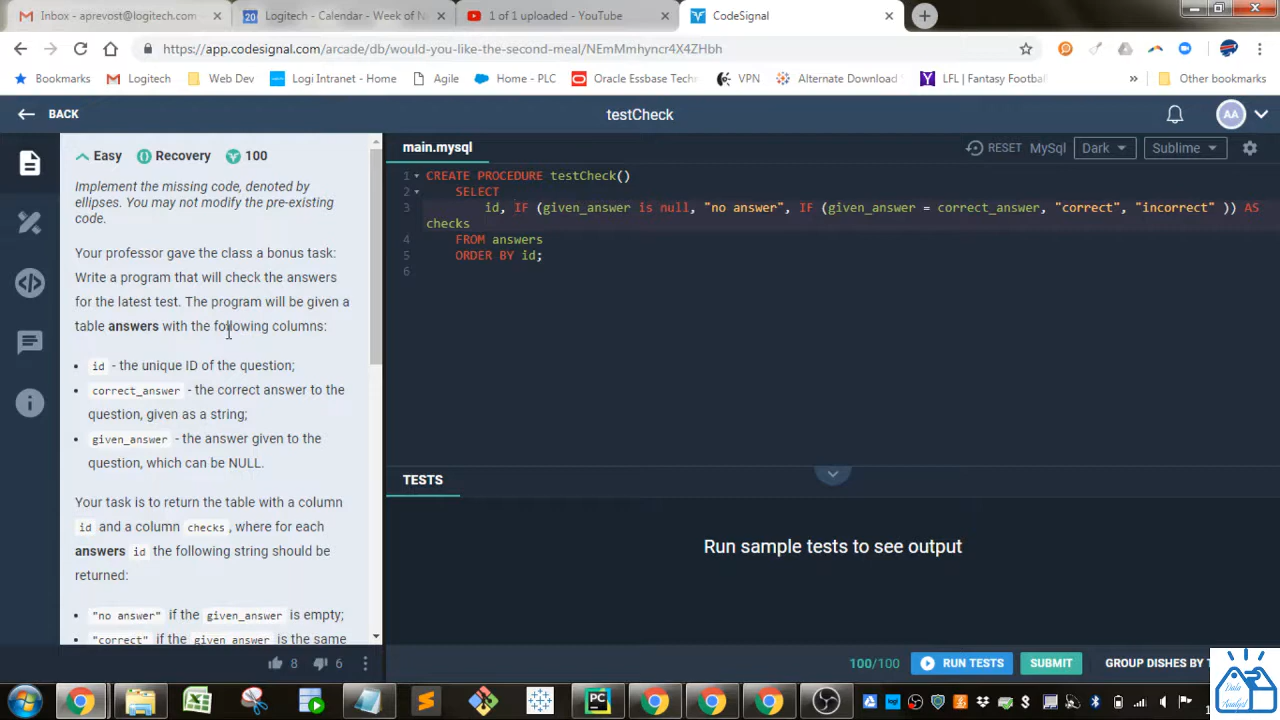 Inbox - aprevost@logitech.com
Logitech - Calendar - Week of N
1 of 1 uploaded - YouTube
CodeSignal
https://app.codesignal.com/arcade/db/would-you-like-the-second-meal/NEmMmhyncr4X4ZHbh
Bookmarks
Logitech
Web Dev
Logi Intranet - Home
Agile
Home - PLC
Oracle Essbase Techn
VPN
Alternate Download
LFL | Fantasy Footbal
»
Other bookmarks
BACK
testCheck
AA
Easy
Recovery
100
main.mysql
RESET
MySql
Dark
Sublime
Implement the missing code, denoted by
ellipses. You may not modify the pre-existing
code.
Your professor gave the class a bonus task:
Write a program that will check the answers
for the latest test. The program will be given a
table answers with the following columns:
id - the unique ID of the question;
correct_answer - the correct answer to the
question, given as a string;
given_answer - the answer given to the
question, which can be NULL.
Your task is to return the table with a column
id and a column checks, where for each
answers id the following string should be
returned:
"no answer" if the given_answer is empty;
"correct" if the given_answer is the same
8
6
1 CREATE PROCEDURE testCheck()
2 SELECT
3 id, IF (given_answer is null, "no answer", IF (given_answer = correct_answer, "correct", "incorrect" )) AS
checks
4 FROM answers
5 ORDER BY id;
6
TESTS
Run sample tests to see output
100/100
RUN TESTS
SUBMIT
GROUP DISHES BY T
Data
Analyst